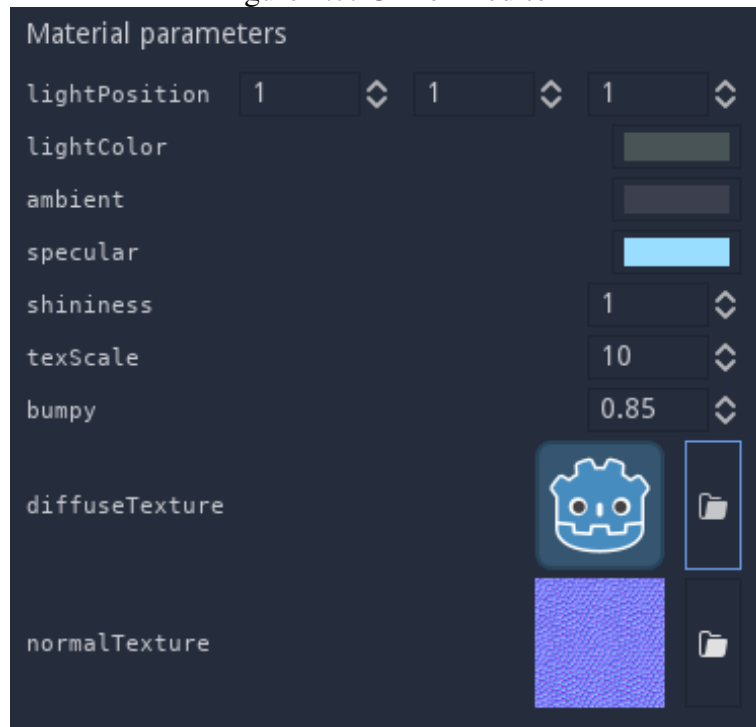 Material parameters
lightPosition 1 1 1
lightColor
ambient
specular
shininess 1
texScale 10
bumpy 0.85
diffuseTexture
normalTexture